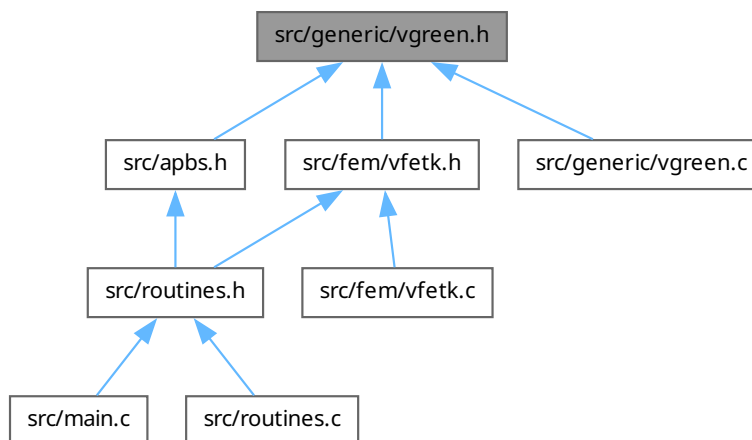 src/generic/vgreen.h
src/apbs.h
src/fem/vfetk.h
src/generic/vgreen.c
src/routines.h
src/fem/vfetk.c
src/main.c
src/routines.c